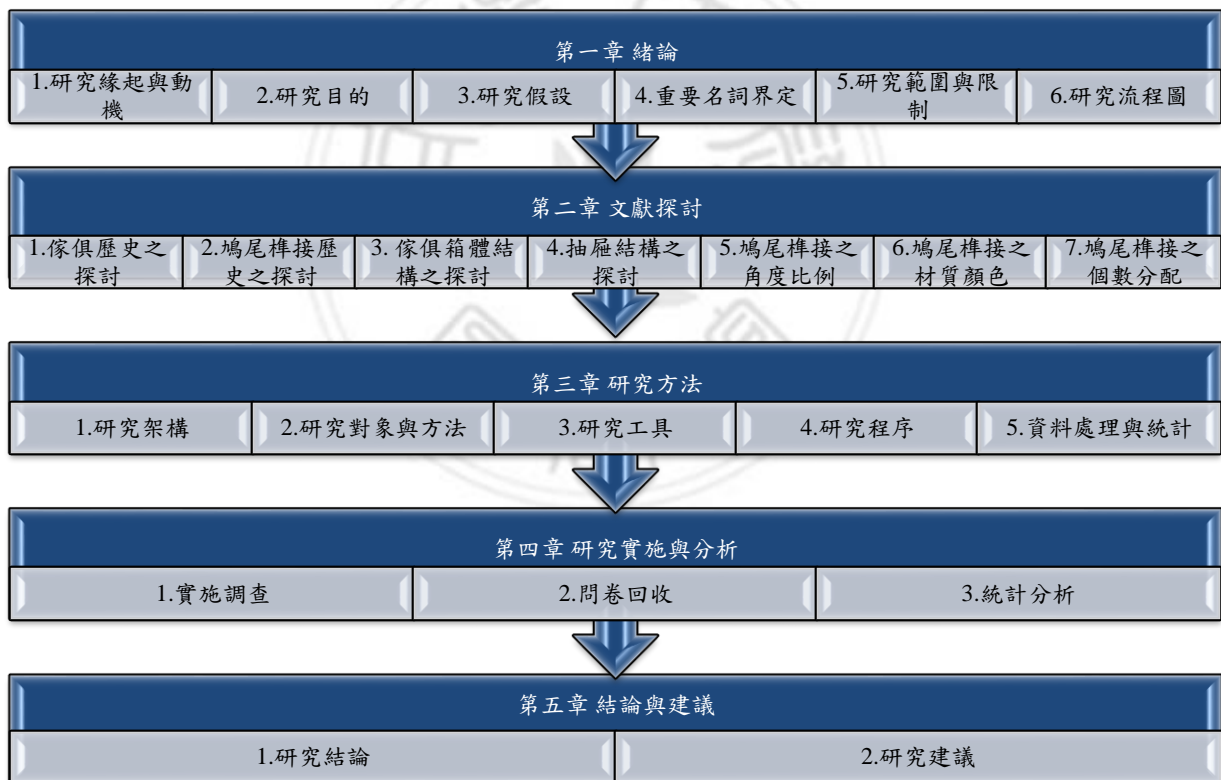 第一章 緒論
1.研究緣起與動
機
2.研究目的
3.研究假設
4.重要名詞界定
5.研究範圍與限
制
6.研究流程圖
第二章 文獻探討
1.傢俱歷史之
探討
2.鳩尾榫接歷
史之探討
3. 傢俱箱體結
構之探討
4.抽屜結構之
探討
5.鳩尾榫接之
角度比例
6.鳩尾榫接之
材質顏色
7.鳩尾榫接之
個數分配
第三章 研究方法
1.研究架構
2.研究對象與方法
3.研究工具
4.研究程序
5.資料處理與統計
第四章 研究實施與分析
1.實施調查
2.問卷回收
3.統計分析
第五章 結論與建議
1.研究結論
2.研究建議